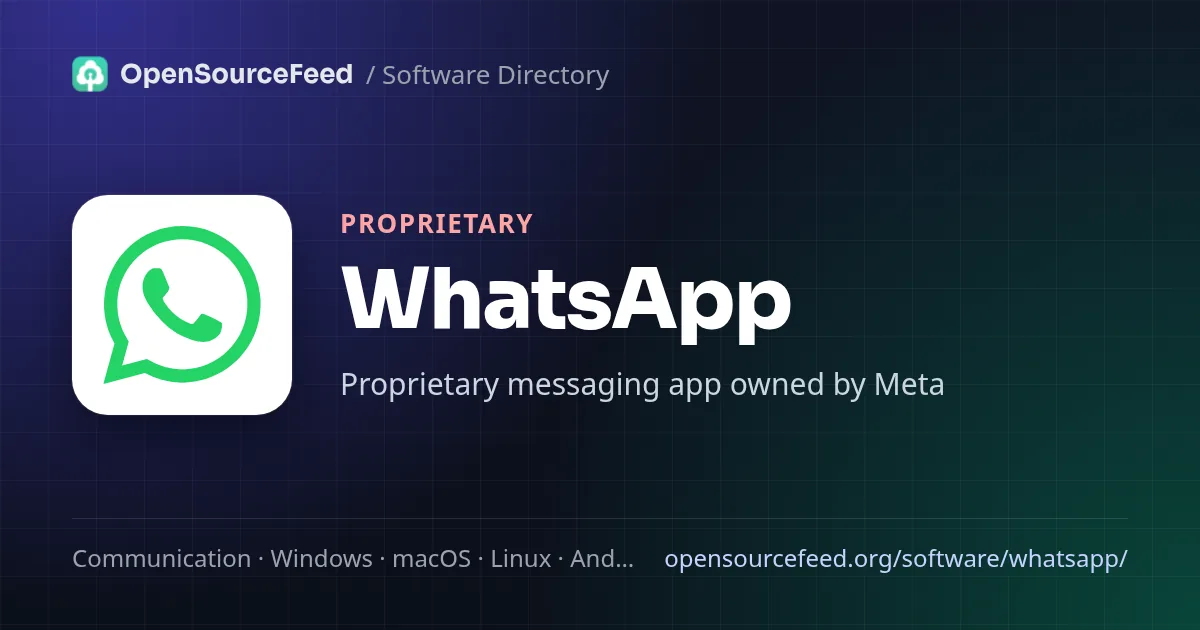 OpenSourceFeed / Software Directory
PROPRIETARY
WhatsApp
Proprietary messaging app owned by Meta
Communication · Windows · macOS · Linux · And... opensourcefeed.org/software/whatsapp/